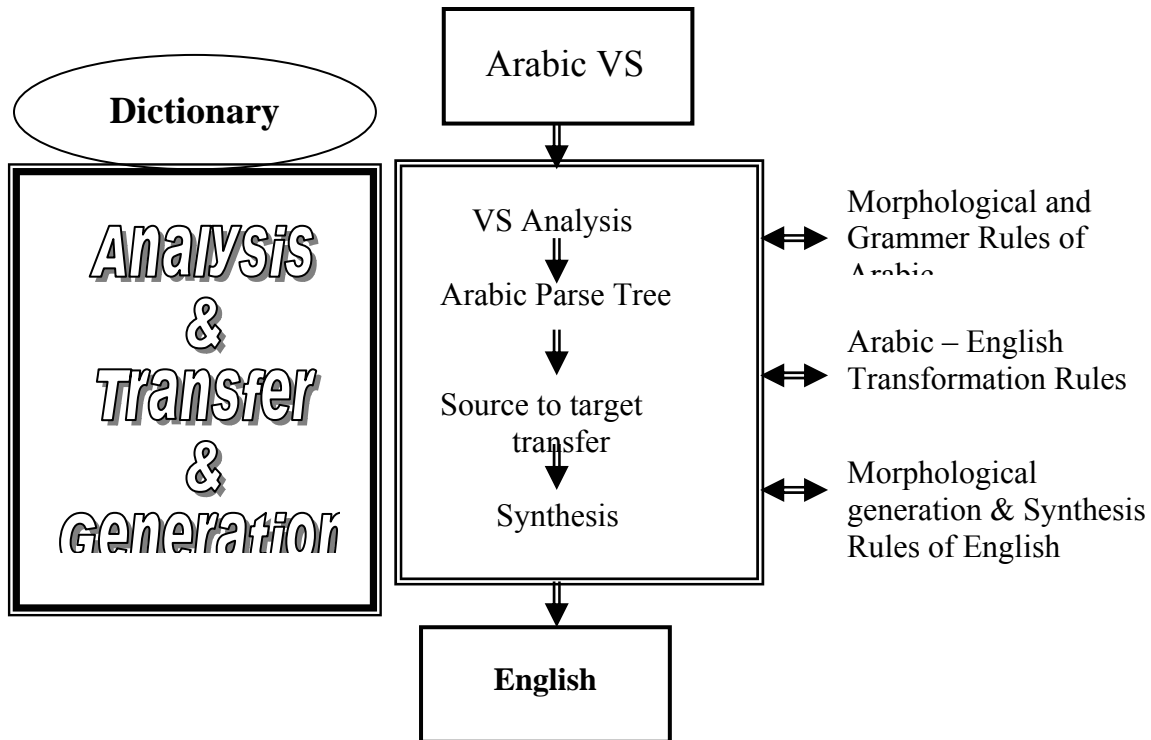 Arabic VS
Dictionary
Analysis
&
Transfer
&
Generation
VS Analysis
Arabic Parse Tree
Source to target
transfer
Synthesis
Morphological and
Grammer Rules of
Arabic
Arabic – English
Transformation Rules
Morphological
generation & Synthesis
Rules of English
English